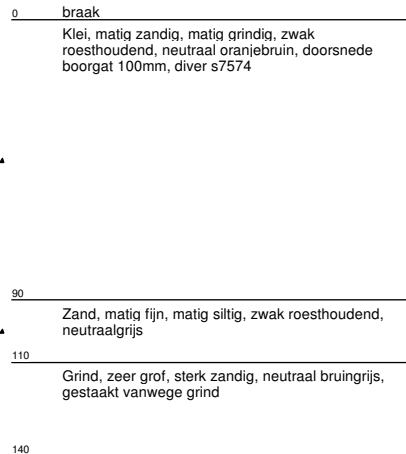 0 braak
Klei, matig zandig, matig grindig, zwak
roesthoudend, neutraal oranjebruin, doorsnede
boorgat 100mm, diver s7574
90
Zand, matig fijn, matig siltig, zwak roesthoudend,
neutraalgrijs
110
Grind, zeer grof, sterk zandig, neutraal bruingrijs,
gestaakt vanwege grind
140